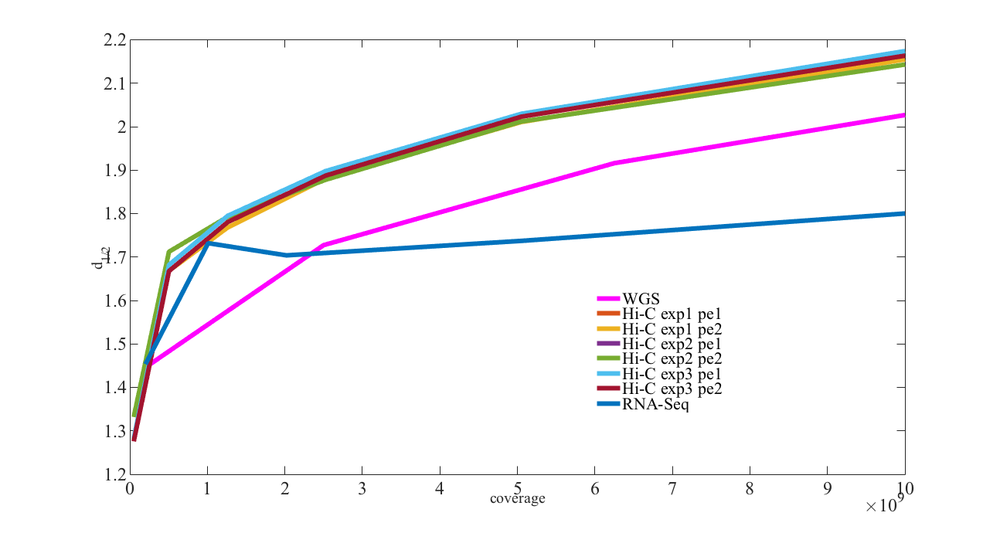 2.2
2.1
2
1.9
1.8
1.7
1.6
1.5
1.4
1.3
1.2
d1/2
WGS
Hi-C exp1 pe1
Hi-C exp1 pe2
Hi-C exp2 pe1
Hi-C exp2 pe2
Hi-C exp3 pe1
Hi-C exp3 pe2
RNA-Seq
0 1 2 3 4 5 6 7 8 9 10
coverage
×10^9